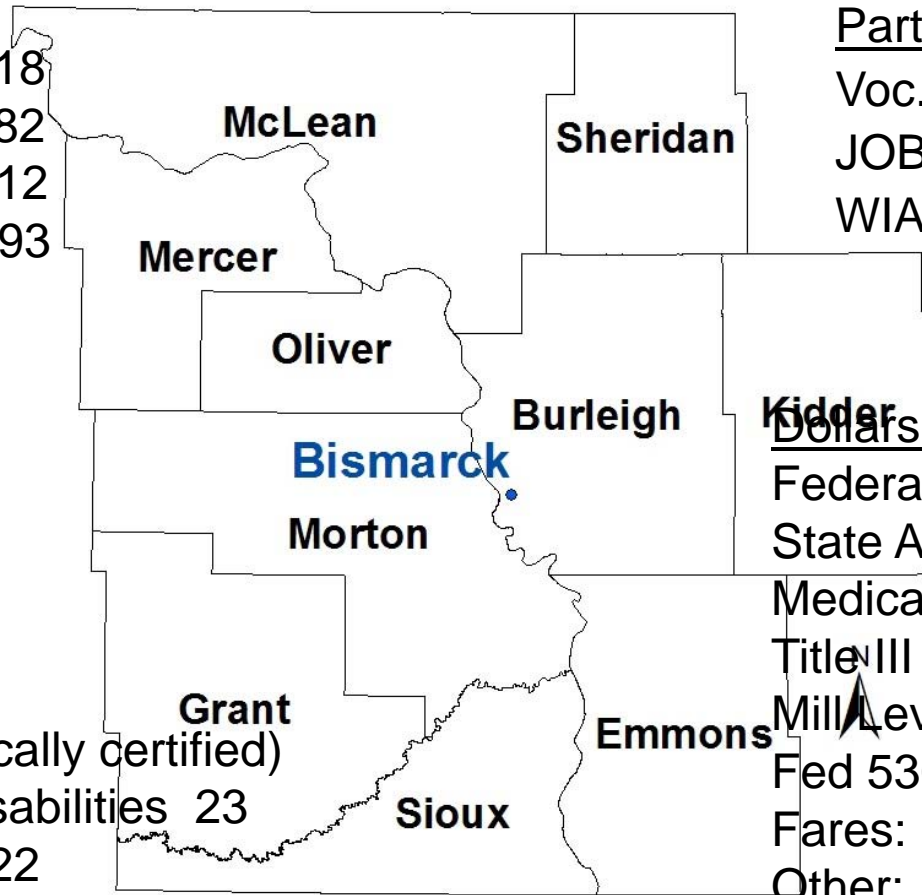 18
82
12
93
McLean
Sheridan
Mercer
Oliver
Burleigh
Kidder
Bismarck
Morton
Grant
Emmons
Sioux
N
Part
Voc.
JOB
WIA
Dollars
Federa
State A
Medica
Title III
Mill Lev
Fed 53
Fares:
Other:
cally certified)
sabilities 23
22